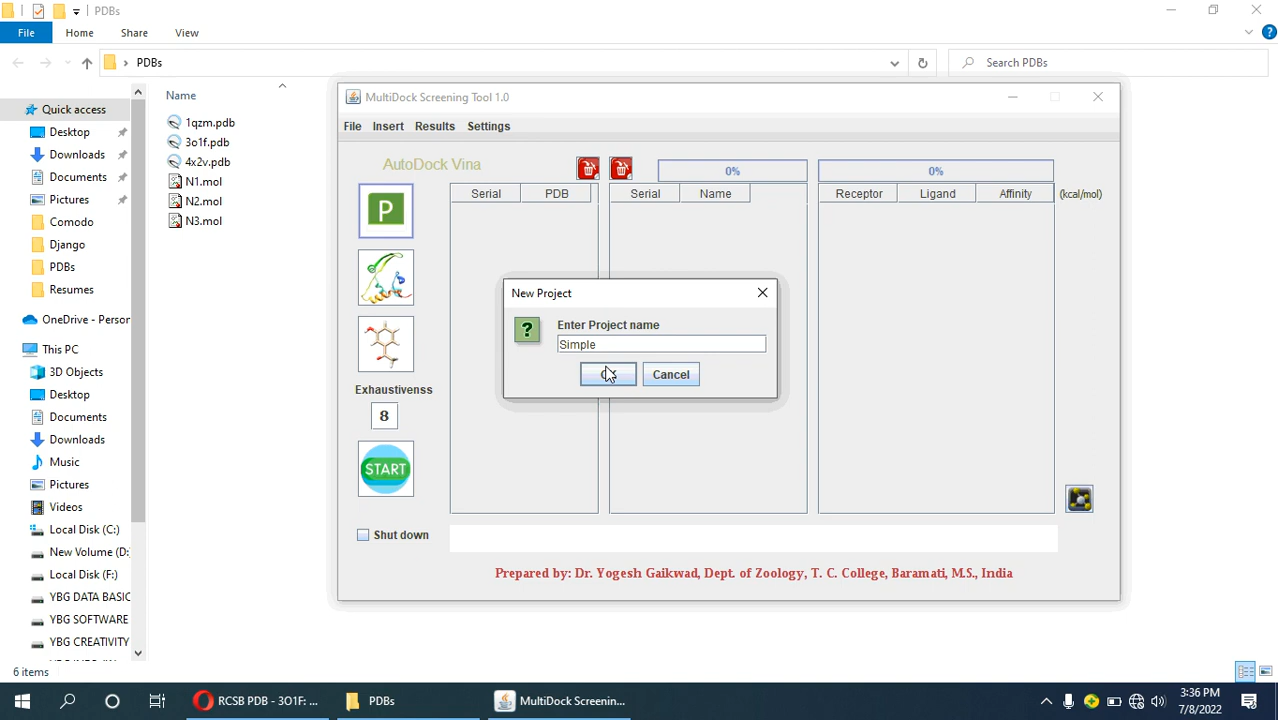 PDBs
File
Home
Share
View
PDBs
Search PDBs
Quick access
Desktop
Downloads
Documents
Pictures
Comodo
Django
PDBs
Resumes
OneDrive - Person
This PC
3D Objects
Desktop
Documents
Downloads
Music
Pictures
Videos
Local Disk (C:)
New Volume (D:
Local Disk (F:)
YBG DATA BASIC
YBG SOFTWARE
YBG CREATIVITY
Name
1qzm.pdb
3o1f.pdb
4x2v.pdb
N1.mol
N2.mol
N3.mol
6 items
MultiDock Screening Tool 1.0
File
Insert
Results
Settings
AutoDock Vina
0%
0%
Serial
PDB
Serial
Name
Receptor
Ligand
Affinity
(kcal/mol)
P
Exhaustivenss
8
START
Shut down
New Project
Enter Project name
Simple
Cancel
Prepared by: Dr. Yogesh Gaikwad, Dept. of Zoology, T. C. College, Baramati, M.S., India
RCSB PDB - 3O1F: ...
PDBs
MultiDock Screenin...
3:36 PM
7/8/2022